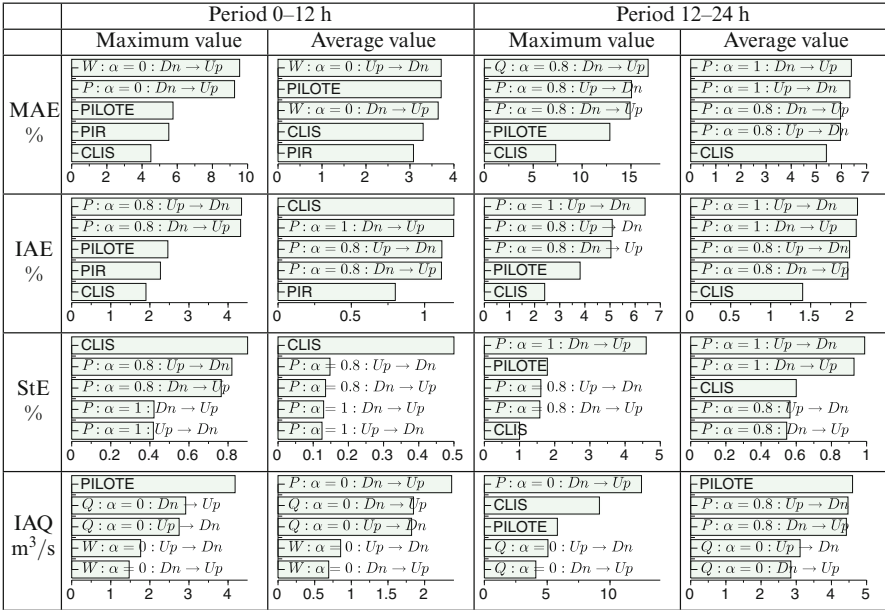 Period 0–12 h Period 12–24 h
Maximum value Average value Maximum value Average value
MAE %
W : α = 0 : Dn → Up
P : α = 0 : Dn → Up
PILOTE
PIR
CLIS
0 2 4 6 8 10
W : α = 0 : Up → Dn
PILOTE
W : α = 0 : Dn → Up
CLIS
PIR
0 1 2 3 4
Q : α = 0.8 : Dn → Up
P : α = 0.8 : Up → Dn
P : α = 0.8 : Dn → Up
PILOTE
CLIS
0 5 10 15
P : α = 1 : Dn → Up
P : α = 1 : Up → Dn
P : α = 0.8 : Dn → Up
P : α = 0.8 : Up → Dn
CLIS
0 1 2 3 4 5 6 7
IAE %
P : α = 0.8 : Up → Dn
P : α = 0.8 : Dn → Up
PILOTE
PIR
CLIS
0 1 2 3 4
CLIS
P : α = 1 : Dn → Up
P : α = 0.8 : Up → Dn
P : α = 0.8 : Dn → Up
PIR
0 0.5 1
P : α = 1 : Up → Dn
P : α = 0.8 : Up → Dn
P : α = 0.8 : Dn → Up
PILOTE
CLIS
0 1 2 3 4 5 6 7
P : α = 1 : Up → Dn
P : α = 1 : Dn → Up
P : α = 0.8 : Up → Dn
P : α = 0.8 : Dn → Up
CLIS
0 0.5 1 1.5 2
StE %
CLIS
P : α = 0.8 : Up → Dn
P : α = 0.8 : Dn → Up
P : α = 1 : Dn → Up
P : α = 1 : Up → Dn
0 0.2 0.4 0.6 0.8
CLIS
P : α = 0.8 : Up → Dn
P : α = 0.8 : Dn → Up
P : α = 1 : Dn → Up
P : α = 1 : Up → Dn
0 0.1 0.2 0.3 0.4 0.5
P : α = 1 : Dn → Up
PILOTE
P : α = 0.8 : Up → Dn
P : α = 0.8 : Dn → Up
CLIS
0 1 2 3 4 5
P : α = 1 : Up → Dn
P : α = 1 : Dn → Up
CLIS
P : α = 0.8 : Up → Dn
P : α = 0.8 : Dn → Up
0 0.2 0.4 0.6 0.8 1
IAQ m³/s
PILOTE
Q : α = 0 : Dn → Up
Q : α = 0 : Up → Dn
W : α = 0 : Up → Dn
W : α = 0 : Dn → Up
0 1 2 3 4
P : α = 0 : Dn → Up
Q : α = 0 : Dn → Up
Q : α = 0 : Up → Dn
W : α = 0 : Up → Dn
W : α = 0 : Dn → Up
0 0.5 1 1.5 2
P : α = 0 : Dn → Up
CLIS
PILOTE
Q : α = 0 : Up → Dn
Q : α = 0 : Dn → Up
0 5 10
PILOTE
P : α = 0.8 : Up → Dn
P : α = 0.8 : Dn → Up
Q : α = 0 : Up → Dn
Q : α = 0 : Dn → Up
0 1 2 3 4 5